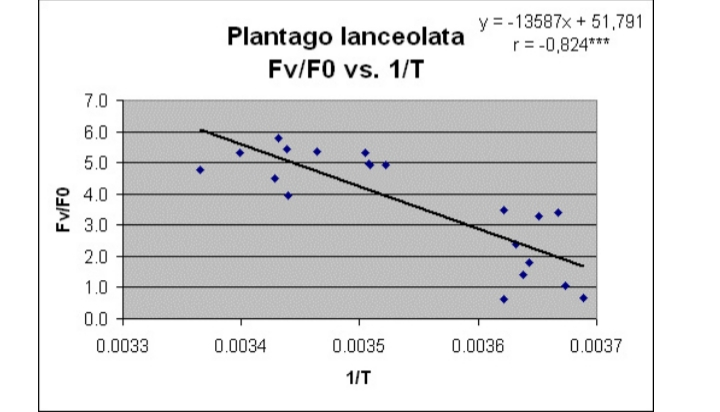 Plantago lanceolata
Fv/F0 vs. 1/T
y = -13587x + 51,791
r = -0,824***
7.0
6.0
5.0
4.0
3.0
2.0
1.0
0.0
Fv/F0
0.0033 0.0034 0.0035 0.0036 0.0037
1/T